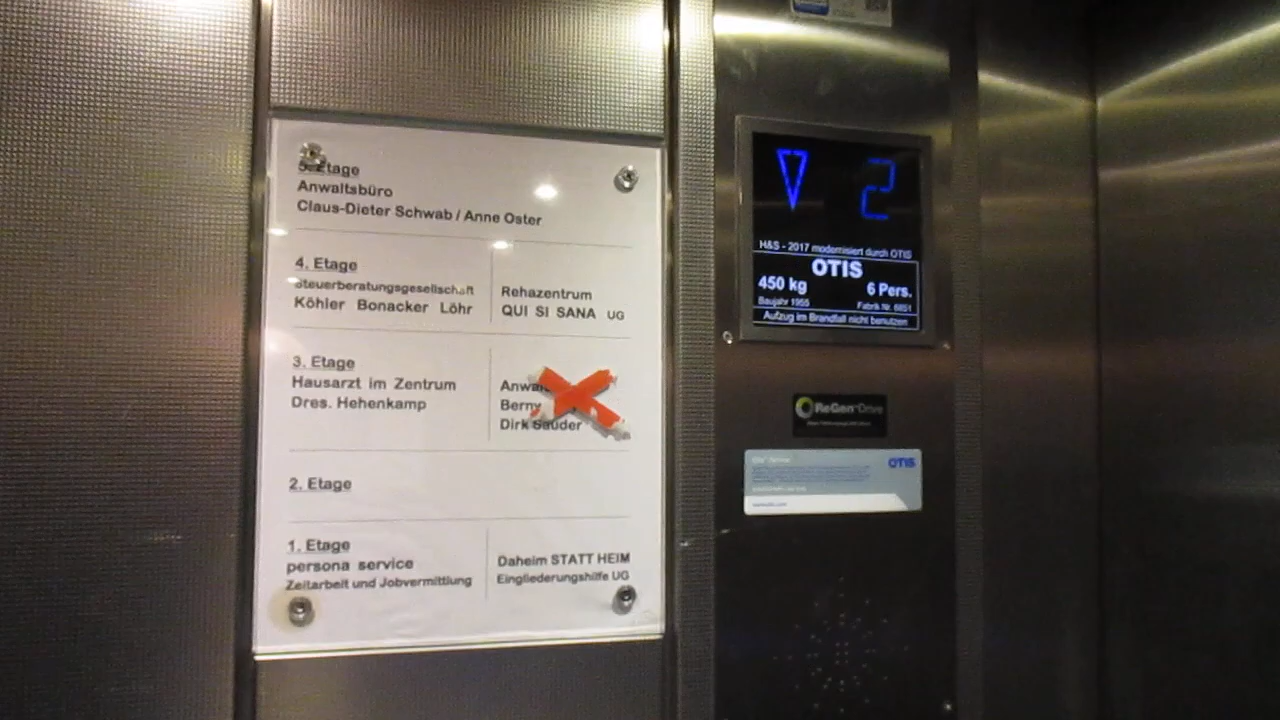 5. Etage
Anwaltsbüro
Claus-Dieter Schwab / Anne Oster
4. Etage
Steuerberatungsgesellschaft
Köhler Bonacker Löhr
Rehazentrum
QUI SI SANA UG
3. Etage
Hausarzt im Zentrum
Dres. Hehenkamp
Berny
Dirk Sauder
2. Etage
1. Etage
persona service
Zeitarbeit und Jobvermittlung
Daheim STATT HEIM
Eingliederungshilfe UG
2
H&S - 2017 modernisiert durch OTIS
OTIS
450 kg
6 Pers.
Baujahr 1955
Fabrik Nr. 6851
Aufzug im Brandfall nicht benutzen
ReGen Drive
OTIS